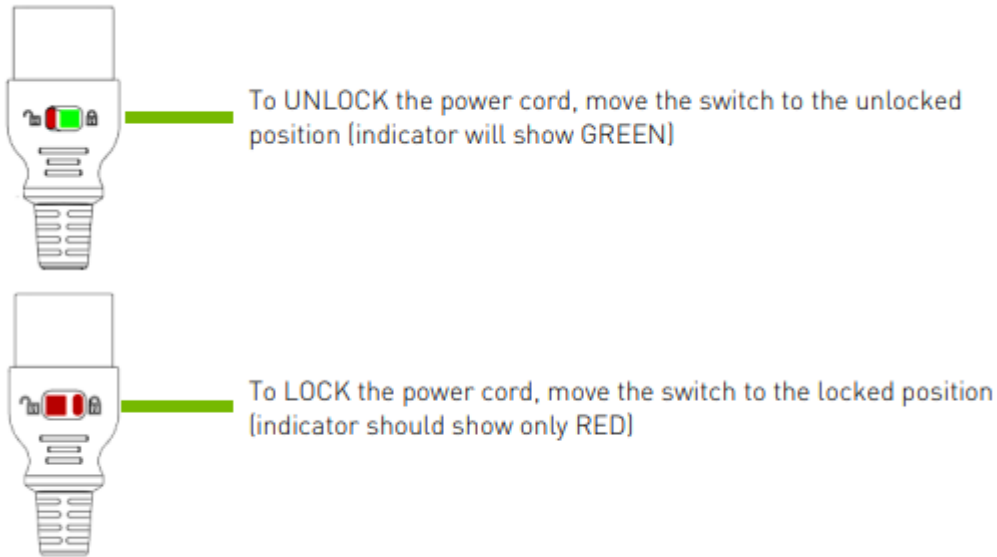 To UNLOCK the power cord, move the switch to the unlocked
position (indicator will show GREEN)
To LOCK the power cord, move the switch to the locked position
(indicator should show only RED)